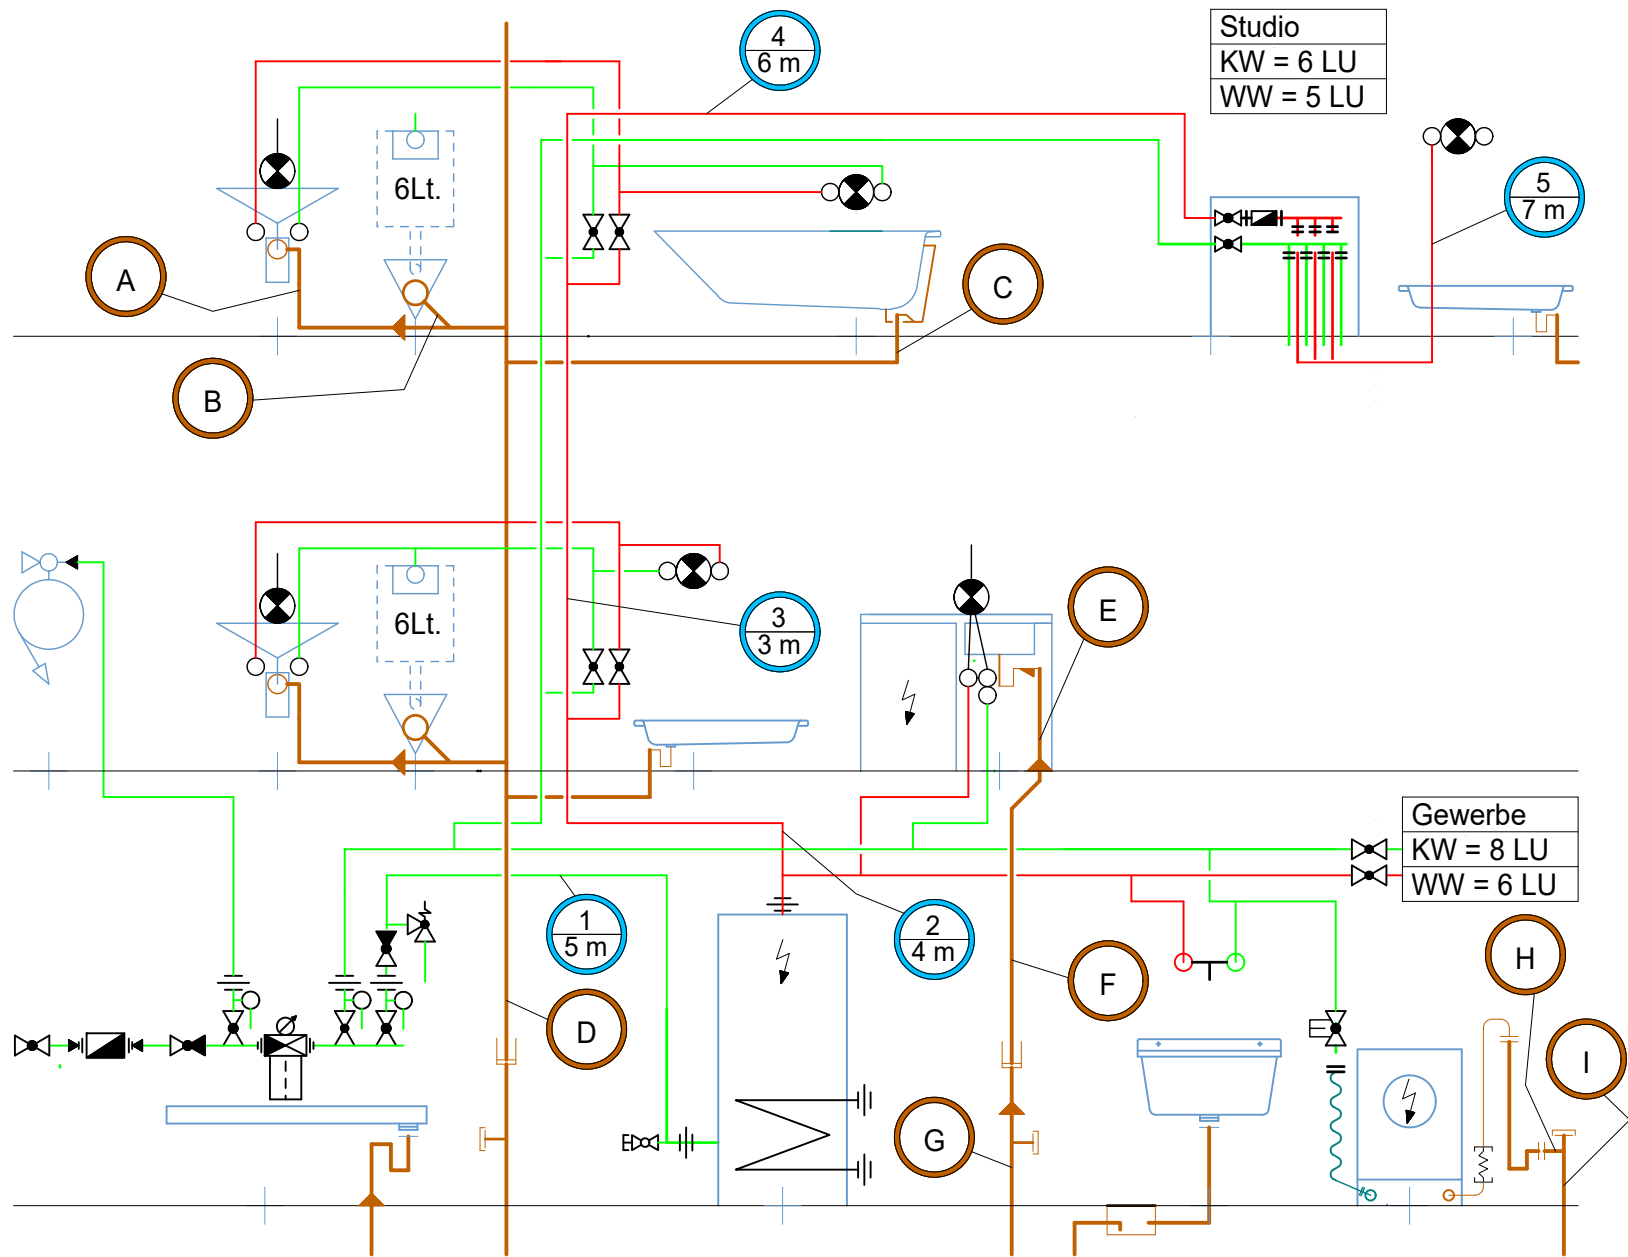 4
6 m
Studio
KW = 6 LU
WW = 5 LU
6Lt.
5
7 m
A
C
B
6Lt.
3
3 m
E
Gewerbe
KW = 8 LU
WW = 6 LU
1
5 m
2
4 m
H
F
D
I
G